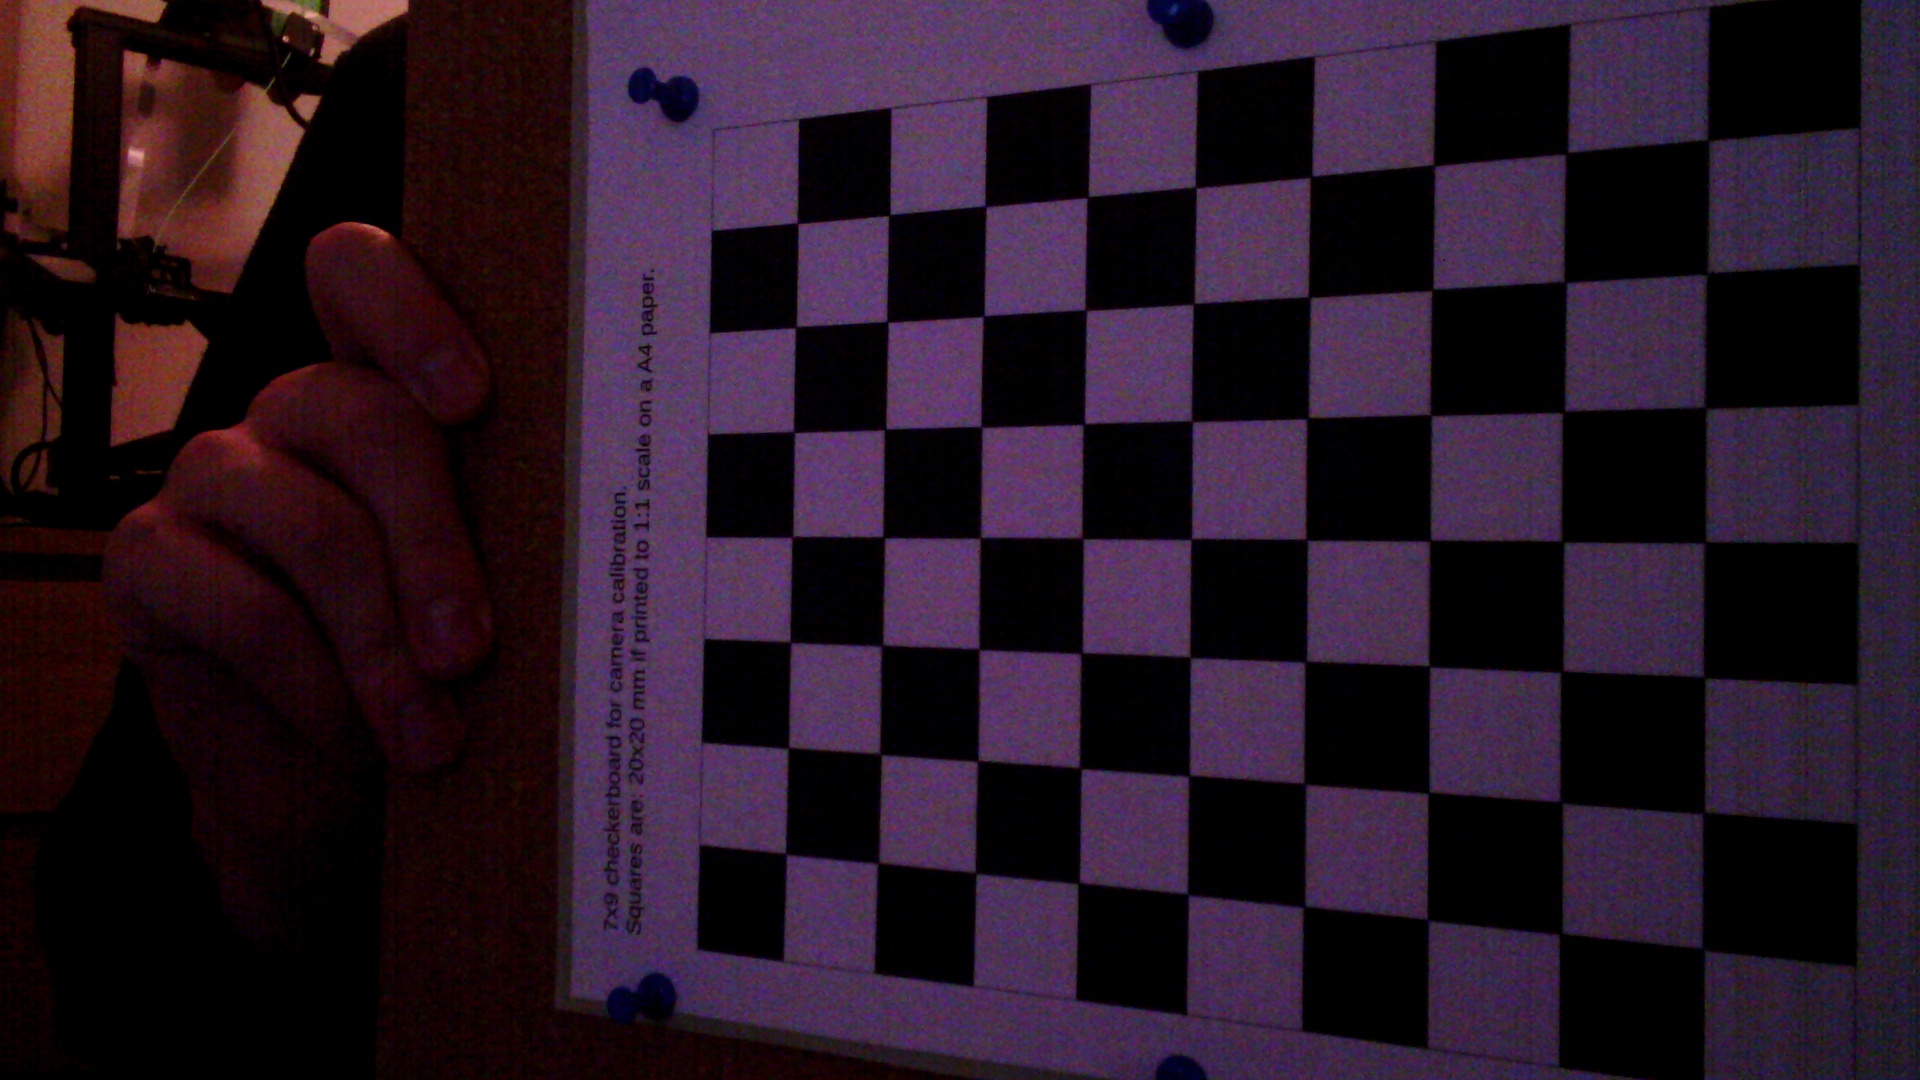 7x9 checkerboard for camera calibration.
Squares are: 20x20 mm if printed to 1:1 scale on a A4 paper.